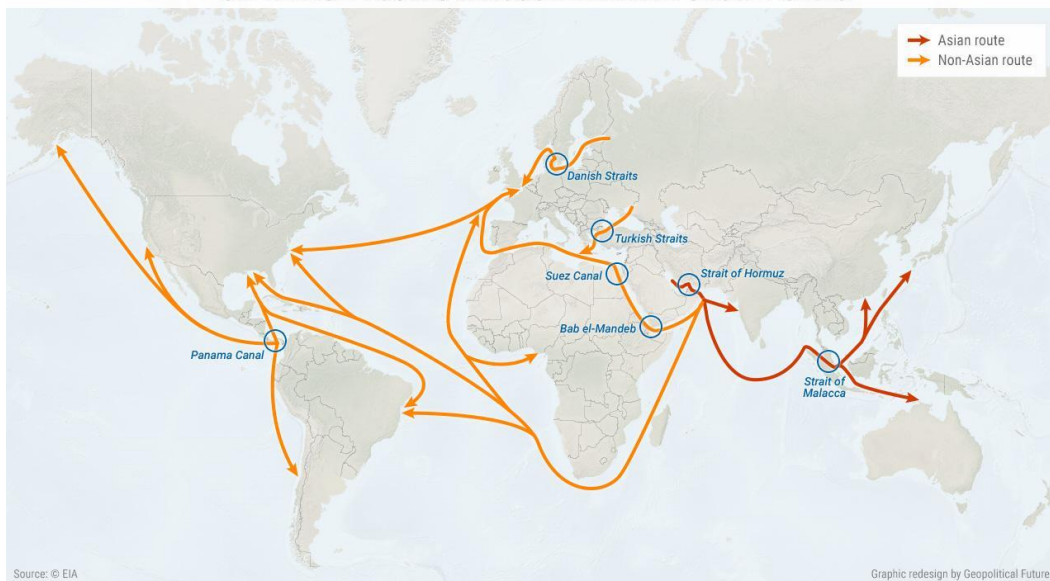 Asian route
Non-Asian route
Danish Straits
Turkish Straits
Suez Canal
Strait of Hormuz
Bab el-Mandeb
Panama Canal
Strait of
Malacca
Source: © EIA
Graphic redesign by Geopolitical Future